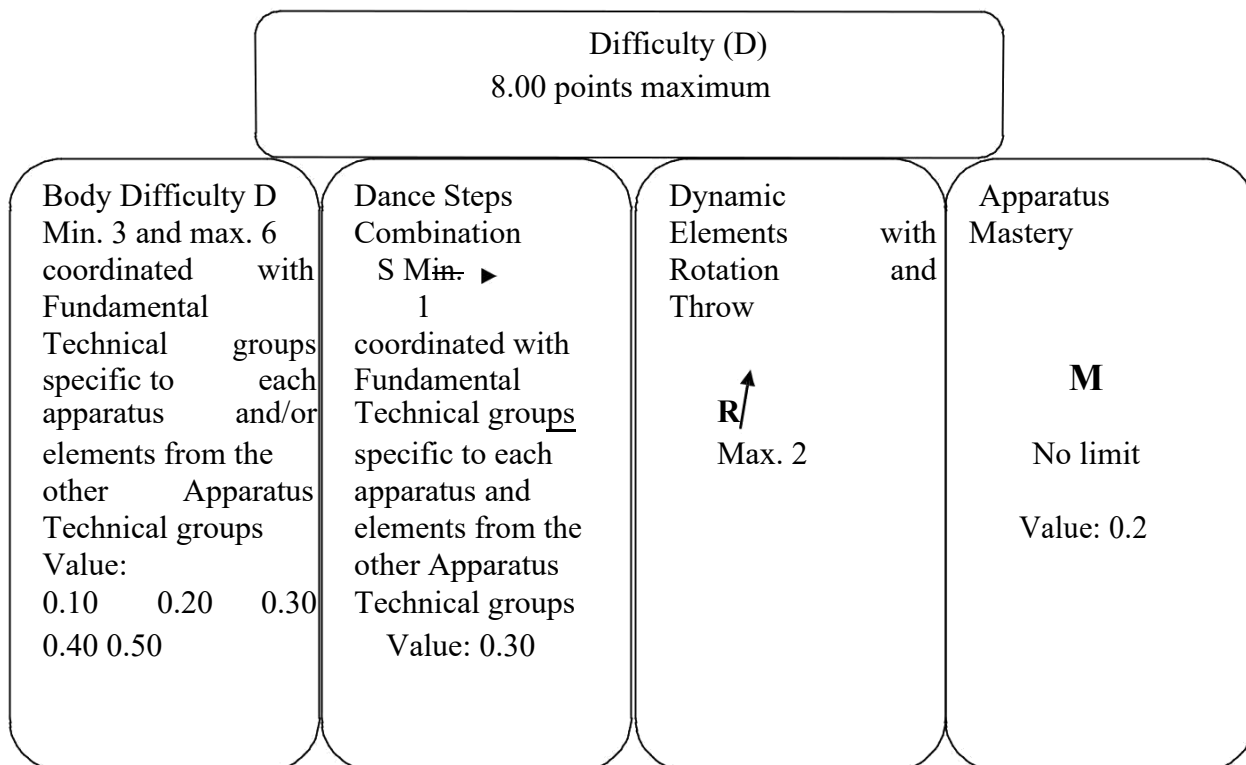 Difficulty (D)
8.00 points maximum
Body Difficulty D
Min. 3 and max. 6
coordinated with
Fundamental
Technical groups
specific to each
apparatus and/or
elements from the
other Apparatus
Technical groups
Value:
0.10 0.20 0.30
0.40 0.50
Dance Steps
Combination
S Min.
1
coordinated with
Fundamental
Technical groups
specific to each
apparatus and
elements from the
other Apparatus
Technical groups
Value: 0.30
Dynamic
Elements with
Rotation and
Throw
R
Max. 2
Apparatus
Mastery
M
No limit
Value: 0.2